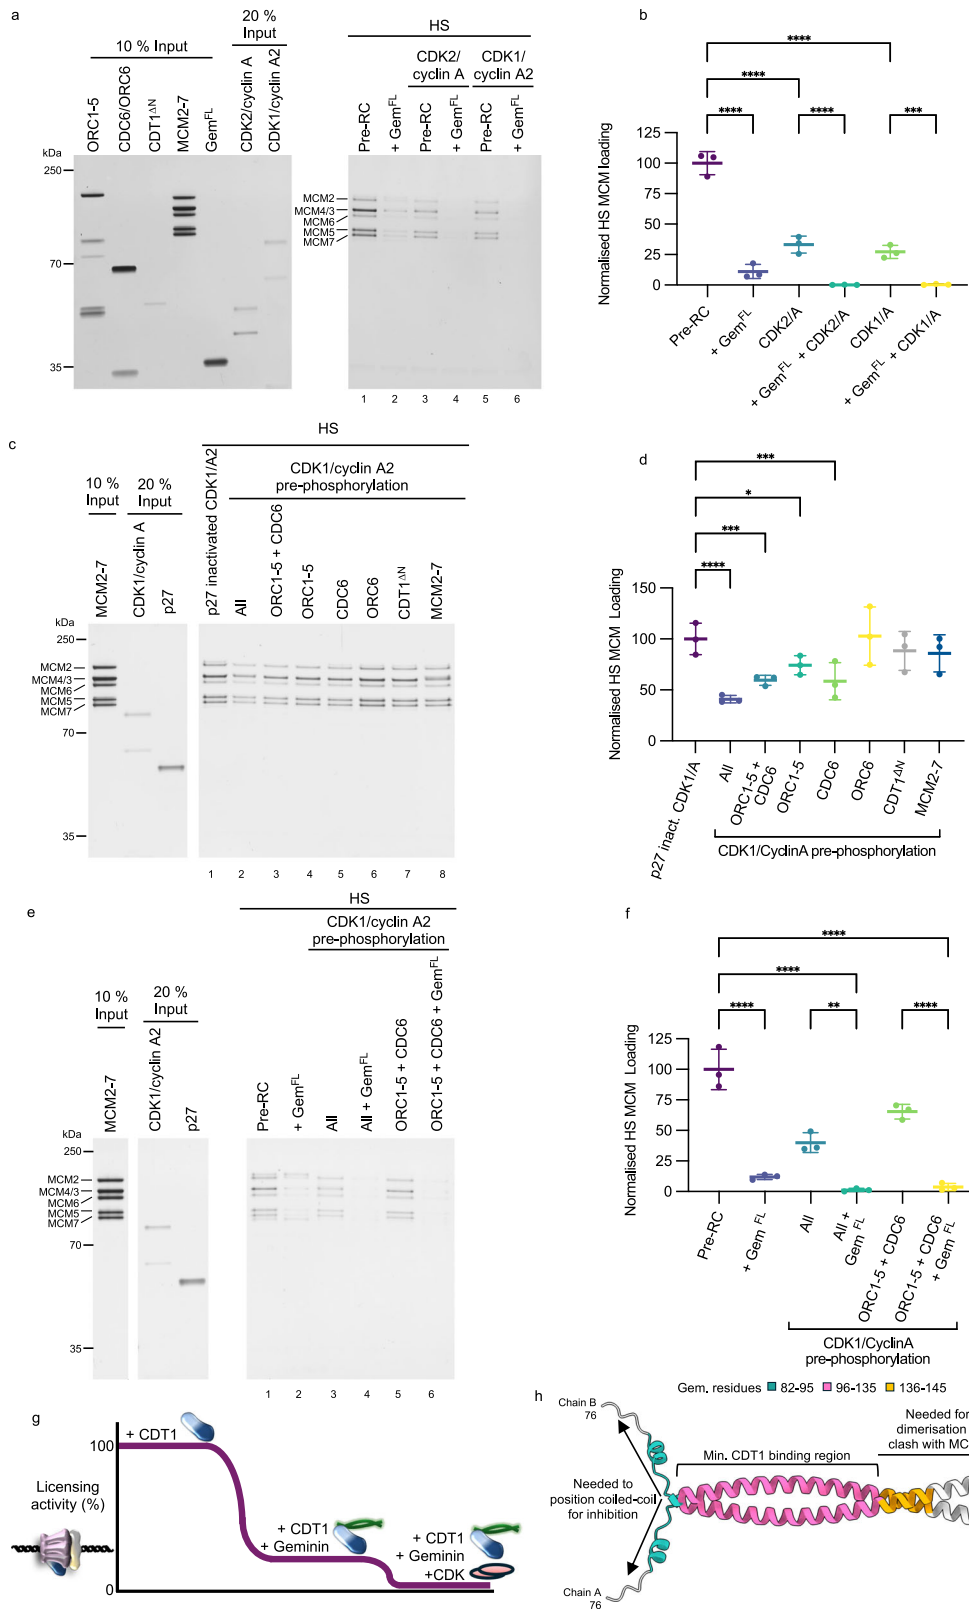 a
10 % Input
20 %
Input
ORC1-5
CDC6/ORC6
CDT1ΔN
MCM2-7
GemFL
CDK2/cyclin A
CDK1/cyclin A2
kDa
250
70
35
HS
CDK2/
cyclin A
CDK1/
cyclin A2
Pre-RC
+ GemFL
Pre-RC
+ GemFL
Pre-RC
+ GemFL
MCM2
MCM4/3
MCM6
MCM5
MCM7
1 2 3 4 5 6
b
Normalised HS MCM loading
125
100
75
50
25
0
****
****
**** **** ***
Pre-RC
+ GemFL
CDK2/A
+ GemFL + CDK2/A
CDK1/A
+ GemFL + CDK1/A
c
10 %
Input
20 %
Input
MCM2-7
CDK1/cyclin A
p27
kDa
250
MCM2
MCM4/3
MCM6
MCM5
MCM7
70
35
HS
CDK1/cyclin A2
pre-phosphorylation
p27 inactivated CDK1/A2
All
ORC1-5 + CDC6
ORC1-5
CDC6
ORC6
CDT1ΔN
MCM2-7
1 2 3 4 5 6 7 8
d
Normalised HS MCM Loading
150
100
50
0
***
*
***
****
p27 inact. CDK1/A
All
ORC1-5 +
CDC6
ORC1-5
CDC6
ORC6
CDT1ΔN
MCM2-7
CDK1/CyclinA pre-phosphorylation
e
10 %
Input
20 %
Input
MCM2-7
CDK1/cyclin A2
p27
kDa
250
MCM2
MCM4/3
MCM6
MCM5
MCM7
70
35
HS
CDK1/cyclin A2
pre-phosphorylation
Pre-RC
+ GemFL
All
All + GemFL
ORC1-5 + CDC6
ORC1-5 + CDC6 + GemFL
1 2 3 4 5 6
f
Normalised HS MCM Loading
125
100
75
50
25
0
****
****
**** ** ****
Pre-RC
+ Gem FL
All
All +
Gem FL
ORC1-5 + CDC6
ORC1-5 + CDC6
+ Gem FL
CDK1/CyclinA
pre-phosphorylation
g
Licensing
activity (%)
100
0
+ CDT1
+ CDT1
+ Geminin
+ CDT1
+ Geminin
+CDK
Gem. residues 82-95 96-135 136-145
h
Chain B
76
Needed to
position coiled-coil
for inhibition
Chain A
76
Min. CDT1 binding region
Needed for
dimerisation
clash with MC